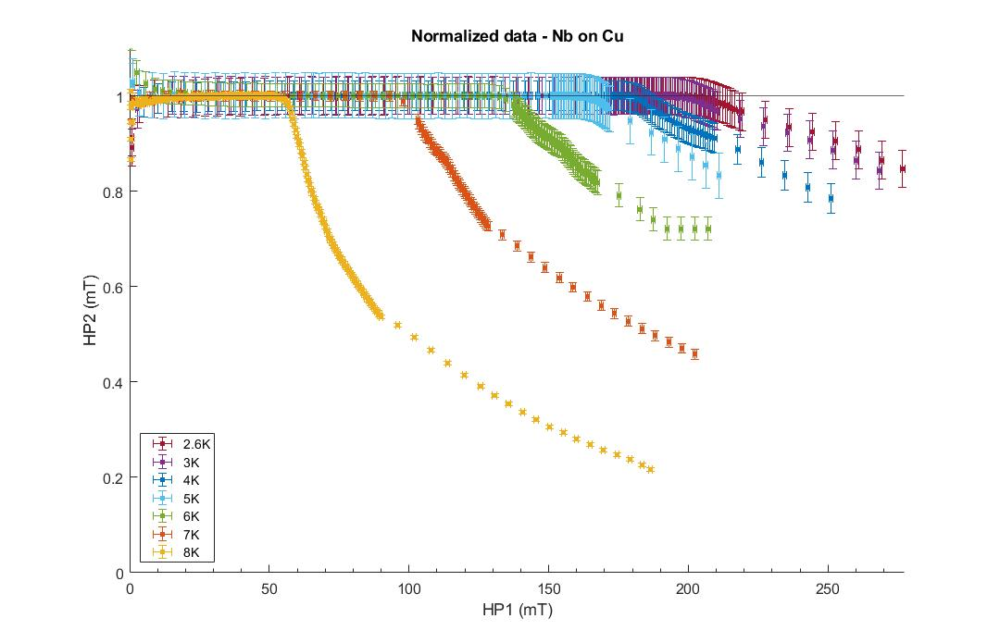 Normalized data - Nb on Cu
1
0.8
0.6
0.4
0.2
0
HP2 (mT)
2.6K
3K
4K
5K
6K
7K
8K
0 50 100 150 200 250
HP1 (mT)